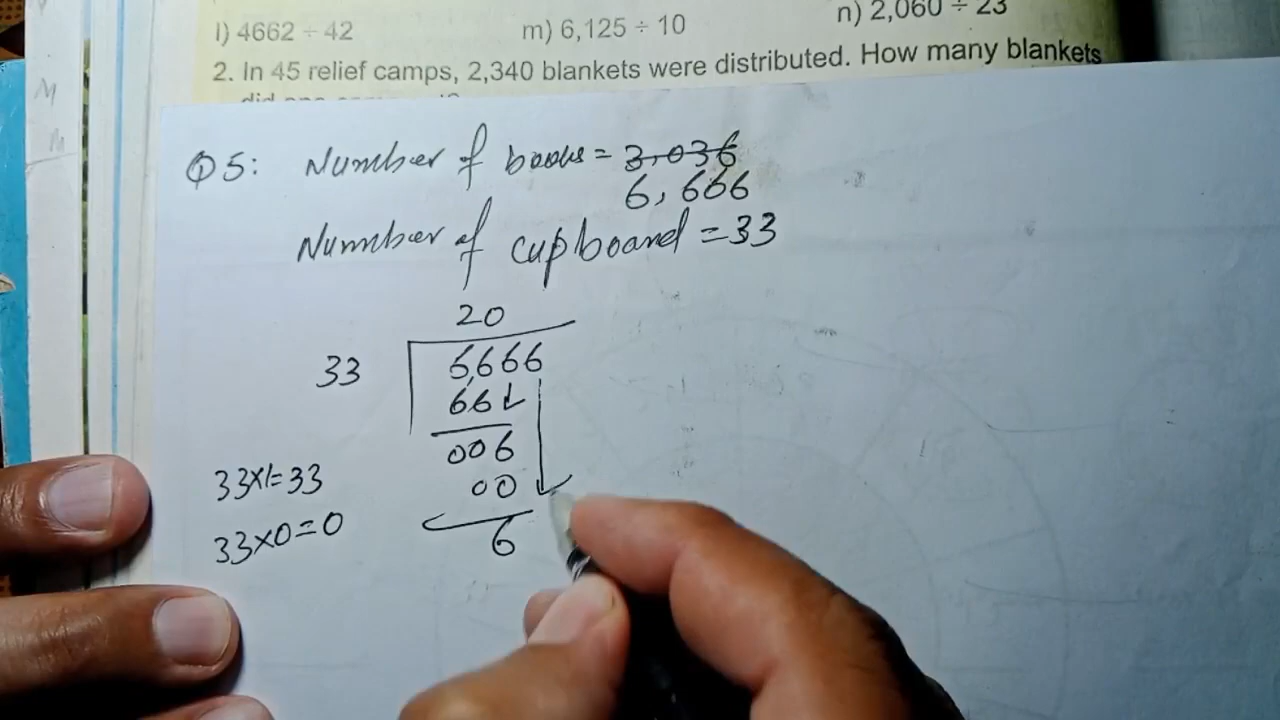 l) 4662 ÷ 42 m) 6,125 ÷ 10 n) 2,060 ÷ 23
2. In 45 relief camps, 2,340 blankets were distributed. How many blankets
Q5: Number of books = 3,036
6,666
Number of cupboard = 33
20
33 6,666
66
006
33×1=33 00
33×0=0 6